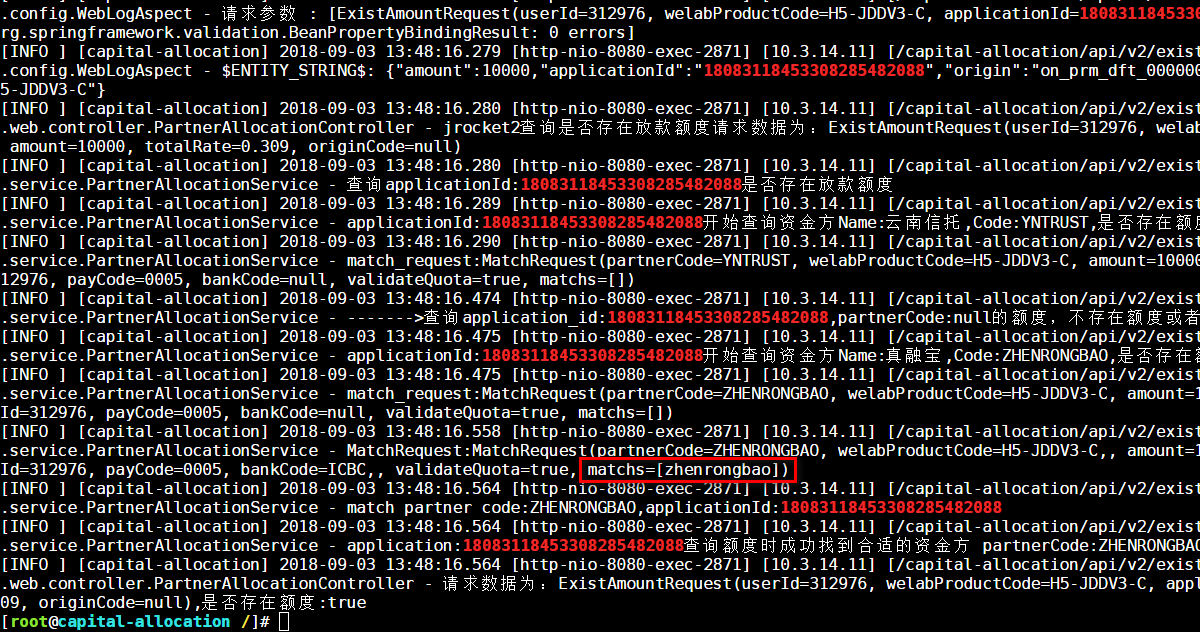 .config.WebLogAspect - 请求参数 : [ExistAmountRequest(userId=312976, welabProductCode=H5-JDDV3-C, applicationId=1808311845330
rg.springframework.validation.BeanPropertyBindingResult: 0 errors]
[INFO ] [capital-allocation] 2018-09-03 13:48:16.279 [http-nio-8080-exec-2871] [10.3.14.11] [/capital-allocation/api/v2/exist
.config.WebLogAspect - $ENTITY_STRING$: {"amount":10000,"applicationId":"18083118453308285482088","origin":"on_prm_dft_000000
5-JDDV3-C"}
[INFO ] [capital-allocation] 2018-09-03 13:48:16.280 [http-nio-8080-exec-2871] [10.3.14.11] [/capital-allocation/api/v2/exist
.web.controller.PartnerAllocationController - jrocket2查询是否存在放款额度请求数据为：ExistAmountRequest(userId=312976, welab
 amount=10000, totalRate=0.309, originCode=null)
[INFO ] [capital-allocation] 2018-09-03 13:48:16.280 [http-nio-8080-exec-2871] [10.3.14.11] [/capital-allocation/api/v2/exist
.service.PartnerAllocationService - 查询applicationId:18083118453308285482088是否存在放款额度
[INFO ] [capital-allocation] 2018-09-03 13:48:16.289 [http-nio-8080-exec-2871] [10.3.14.11] [/capital-allocation/api/v2/exist
.service.PartnerAllocationService - applicationId:18083118453308285482088开始查询资金方Name:云南信托,Code:YNTRUST,是否存在额度
[INFO ] [capital-allocation] 2018-09-03 13:48:16.290 [http-nio-8080-exec-2871] [10.3.14.11] [/capital-allocation/api/v2/exist
.service.PartnerAllocationService - match_request:MatchRequest(partnerCode=YNTRUST, welabProductCode=H5-JDDV3-C, amount=10000
12976, payCode=0005, bankCode=null, validateQuota=true, matchs=[])
[INFO ] [capital-allocation] 2018-09-03 13:48:16.474 [http-nio-8080-exec-2871] [10.3.14.11] [/capital-allocation/api/v2/exist
.service.PartnerAllocationService - ------->查询application_id:18083118453308285482088,partnerCode:null的额度，不存在额度或者
[INFO ] [capital-allocation] 2018-09-03 13:48:16.475 [http-nio-8080-exec-2871] [10.3.14.11] [/capital-allocation/api/v2/exist
.service.PartnerAllocationService - applicationId:18083118453308285482088开始查询资金方Name:真融宝,Code:ZHENRONGBAO,是否存在额
[INFO ] [capital-allocation] 2018-09-03 13:48:16.475 [http-nio-8080-exec-2871] [10.3.14.11] [/capital-allocation/api/v2/exist
.service.PartnerAllocationService - match_request:MatchRequest(partnerCode=ZHENRONGBAO, welabProductCode=H5-JDDV3-C, amount=1
Id=312976, payCode=0005, bankCode=null, validateQuota=true, matchs=[])
[INFO ] [capital-allocation] 2018-09-03 13:48:16.558 [http-nio-8080-exec-2871] [10.3.14.11] [/capital-allocation/api/v2/exist
.service.PartnerAllocationService - MatchRequest:MatchRequest(partnerCode=ZHENRONGBAO, welabProductCode=H5-JDDV3-C,, amount=1
Id=312976, payCode=0005, bankCode=ICBC,, validateQuota=true, matchs=[zhenrongbao])
[INFO ] [capital-allocation] 2018-09-03 13:48:16.564 [http-nio-8080-exec-2871] [10.3.14.11] [/capital-allocation/api/v2/exist
.service.PartnerAllocationService - match partner code:ZHENRONGBAO,applicationId:18083118453308285482088
[INFO ] [capital-allocation] 2018-09-03 13:48:16.564 [http-nio-8080-exec-2871] [10.3.14.11] [/capital-allocation/api/v2/exist
.service.PartnerAllocationService - application:18083118453308285482088查询额度时成功找到合适的资金方 partnerCode:ZHENRONGBAO
[INFO ] [capital-allocation] 2018-09-03 13:48:16.564 [http-nio-8080-exec-2871] [10.3.14.11] [/capital-allocation/api/v2/exist
.web.controller.PartnerAllocationController - 请求数据为：ExistAmountRequest(userId=312976, welabProductCode=H5-JDDV3-C, appl
09, originCode=null),是否存在额度:true
[root@capital-allocation /]#